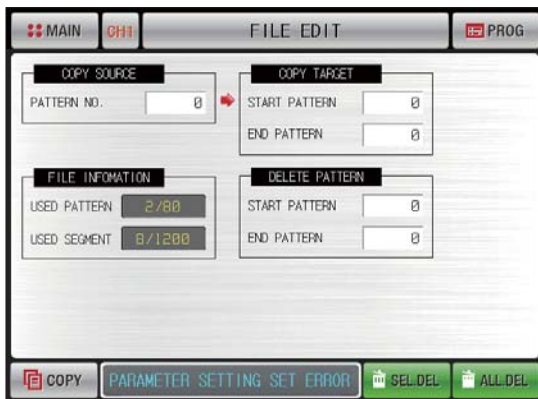 MAIN CH1 FILE EDIT PROG
COPY SOURCE
PATTERN NO. 0
COPY TARGET
START PATTERN 0
END PATTERN 0
FILE INFOMATION
USED PATTERN 2/80
USED SEGMENT 8/1200
DELETE PATTERN
START PATTERN 0
END PATTERN 0
COPY PARAMETER SETTING SET ERROR SEL.DEL ALL.DEL